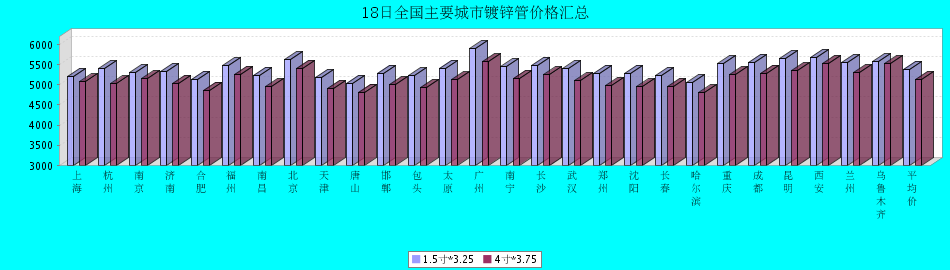 18日全国主要城市镀锌管价格汇总
6000
5500
5000
4500
4000
3500
3000
上海
杭州
南京
济南
合肥
福州
南昌
北京
天津
唐山
邯郸
包头
太原
广州
南宁
长沙
武汉
郑州
沈阳
长春
哈尔滨
重庆
成都
昆明
西安
兰州
乌鲁木齐
平均价
1.5寸*3.25
4寸*3.75